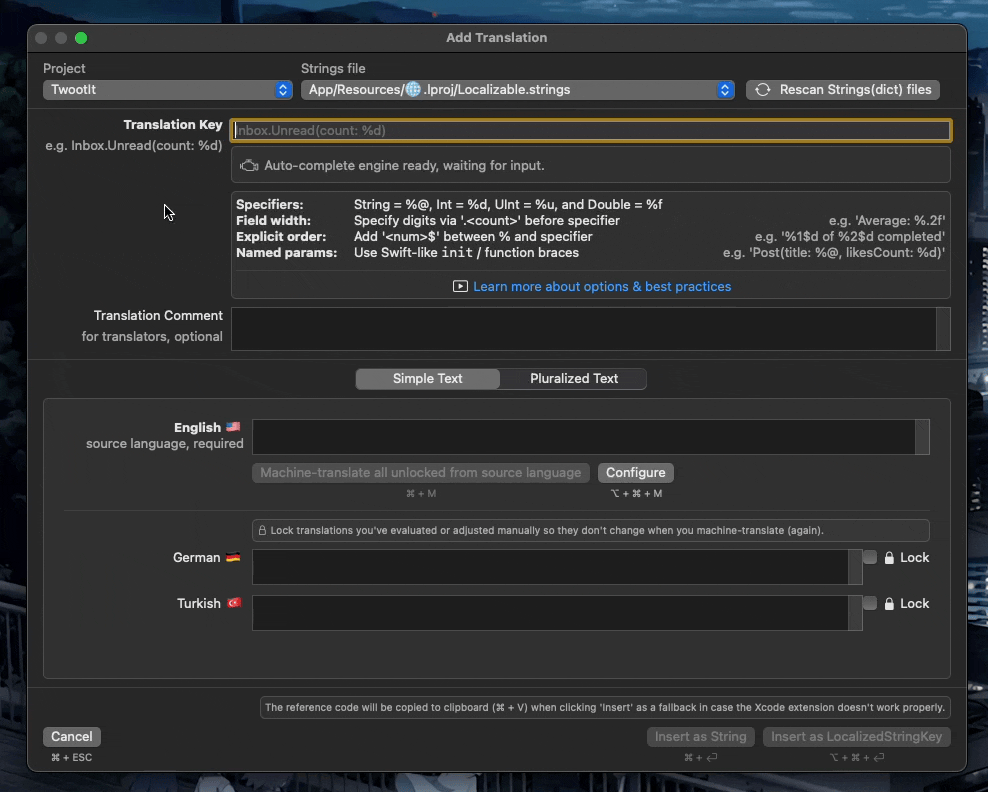 Add Translation
Project
TwootIt
Strings file
App/Resources/🌐.lproj/Localizable.strings
Rescan Strings(dict) files
Translation Key
e.g. Inbox.Unread(count: %d)
Inbox.Unread(count: %d)
Auto-complete engine ready, waiting for input.
Specifiers: String = %@, Int = %d, UInt = %u, and Double = %f
Field width: Specify digits via '.<count>' before specifier e.g. 'Average: %.2f'
Explicit order: Add '<num>$' between % and specifier e.g. '%1$d of %2$d completed'
Named params: Use Swift-like init / function braces e.g. 'Post(title: %@, likesCount: %d)'
Learn more about options & best practices
Translation Comment
for translators, optional
Simple Text
Pluralized Text
English 🇺🇸
source language, required
Machine-translate all unlocked from source language
⌘ + M
Configure
⌥ + ⌘ + M
Lock translations you've evaluated or adjusted manually so they don't change when you machine-translate (again).
German 🇩🇪
Lock
Turkish 🇹🇷
Lock
The reference code will be copied to clipboard (⌘ + V) when clicking 'Insert' as a fallback in case the Xcode extension doesn't work properly.
Cancel
⌘ + ESC
Insert as String
⌘ + ⏎
Insert as LocalizedStringKey
⌥ + ⌘ + ⏎